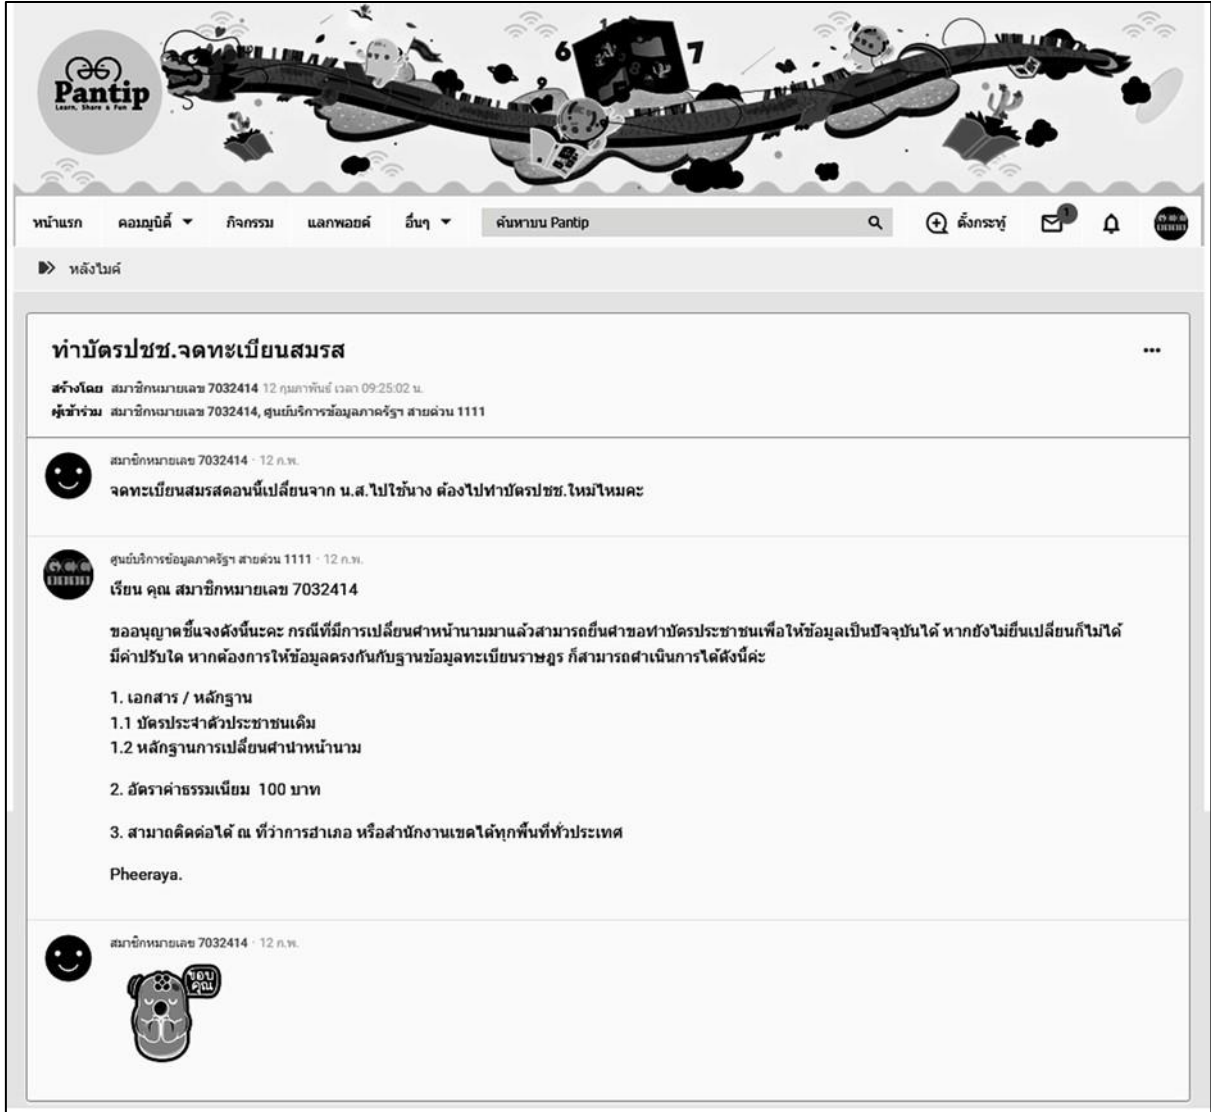 6
1
7
8
9
Pantip
Learn, Share & Fun
หน้าแรก คอมมูนิตี้ กิจกรรม แลกพอยต์ อื่นๆ ค้นหาบน Pantip ตั้งกระทู้ 1
หลังไมค์
ทำบัตรปชช.จดทะเบียนสมรส
สร้างโดย สมาชิกหมายเลข 7032414 12 กุมภาพันธ์ เวลา 09:25:02 น.
ผู้เข้าร่วม สมาชิกหมายเลข 7032414, ศูนย์บริการข้อมูลภาครัฐฯ สายด่วน 1111
สมาชิกหมายเลข 7032414 · 12 ก.พ.
จดทะเบียนสมรสตอนนี้เปลี่ยนจาก น.ส.ไปใช้นาง ต้องไปทำบัตรปชช.ใหม่ไหมคะ
ศูนย์บริการข้อมูลภาครัฐฯ สายด่วน 1111 · 12 ก.พ.
เรียน คุณ สมาชิกหมายเลข 7032414
ขออนุญาตชี้แจงดังนี้นะคะ กรณีที่มีการเปลี่ยนคำหน้านามมาแล้วสามารถยื่นคำขอทำบัตรประชาชนเพื่อให้ข้อมูลเป็นปัจจุบันได้ หากยังไม่ยื่นเปลี่ยนก็ไม่ได้
มีค่าปรับใด หากต้องการให้ข้อมูลตรงกันกับฐานข้อมูลทะเบียนราษฎร ก็สามารถดำเนินการได้ดังนี้ค่ะ
1. เอกสาร / หลักฐาน
1.1 บัตรประจำตัวประชาชนเดิม
1.2 หลักฐานการเปลี่ยนคำนำหน้านาม
2. อัตราค่าธรรมเนียม 100 บาท
3. สามาถติดต่อได้ ณ ที่ว่าการอำเภอ หรือสำนักงานเขตได้ทุกพื้นที่ทั่วประเทศ
Pheeraya.
สมาชิกหมายเลข 7032414 · 12 ก.พ.
ขอบ
คุณ